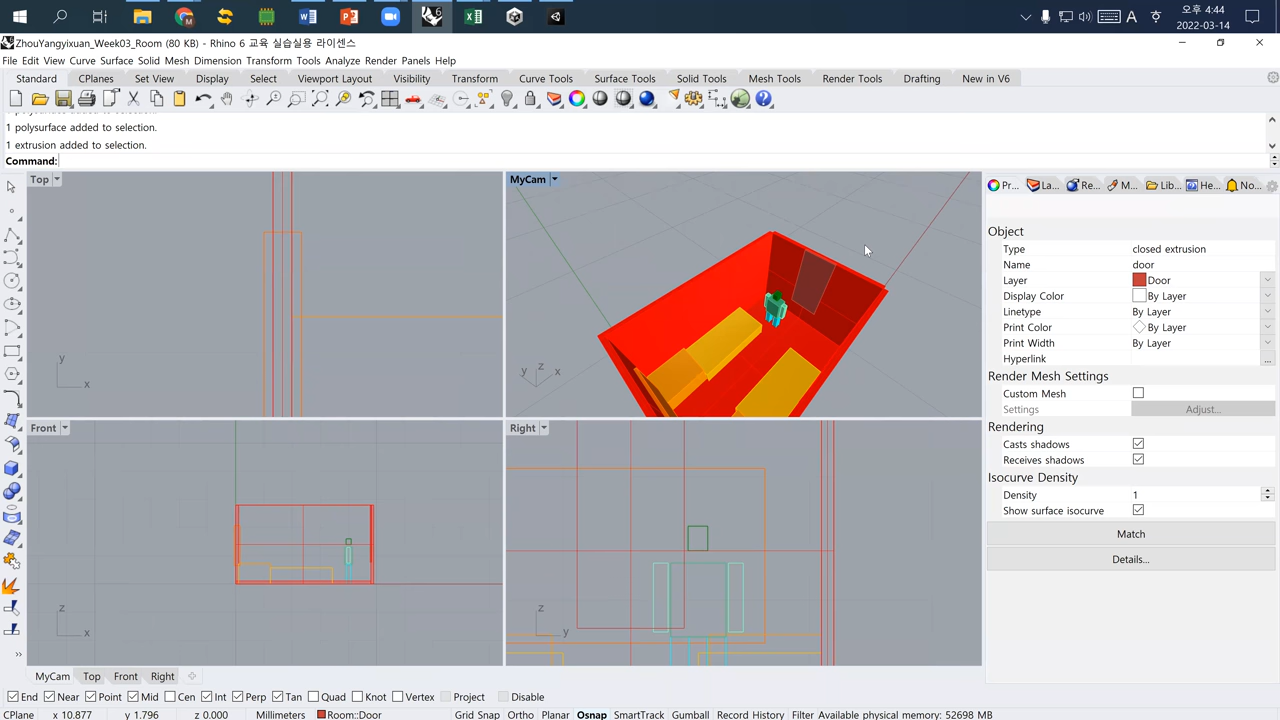 오후 4:44
A
2022-03-14
ZhouYangyixuan_Week03_Room (80 KB) - Rhino 6 교육 실습실용 라이센스
File Edit View Curve Surface Solid Mesh Dimension Transform Tools Analyze Render Panels Help
Standard CPlanes Set View Display Select Viewport Layout Visibility Transform Curve Tools Surface Tools Solid Tools Mesh Tools Render Tools Drafting New in V6
1 polysurface added to selection.
1 extrusion added to selection.
Command:
Top
MyCam
Pr... La... Re... M... Lib... He... No...
Object
Type closed extrusion
Name door
Layer Door
Display Color By Layer
Linetype By Layer
Print Color By Layer
Print Width By Layer
Hyperlink ...
Render Mesh Settings
Custom Mesh
Settings Adjust...
Rendering
Casts shadows
Receives shadows
Isocurve Density
Density 1
Show surface isocurve
Match
Details...
y
x
y z x
Front
Right
z
x
z
y
MyCam Top Front Right
End Near Point Mid Cen Int Perp Tan Quad Knot Vertex Project Disable
CPlane x 10.877 y 1.796 z 0.000 Millimeters Room::Door Grid Snap Ortho Planar Osnap SmartTrack Gumball Record History Filter Available physical memory: 52698 MB